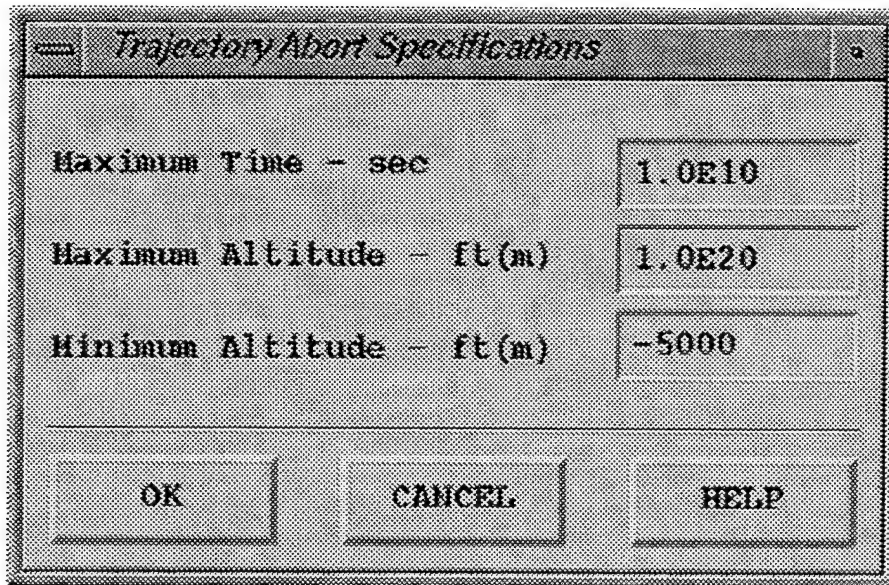 Trajectory Abort Specifications
Maximum Time - sec 1.0E10
Maximum Altitude - ft(m) 1.0E20
Minimum Altitude - ft(m) -5000
OK CANCEL HELP